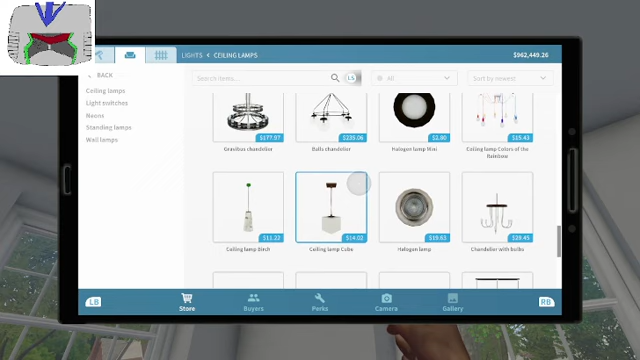 LIGHTS < CEILING LAMPS
$962,449.26
< BACK
Search items...
LS
All
Sort by newest
Ceiling lamps
Light switches
Neons
Standing lamps
Wall lamps
$177.97
$235.06
$2.80
$15.43
Gravibus chandelier
Balls chandelier
Halogen lamp Mini
Ceiling lamp Colors of the
Rainbow
$11.22
$14.02
$19.63
$28.45
Ceiling lamp Birch
Ceiling lamp Cube
Halogen lamp
Chandelier with bulbs
LB
Store
Buyers
Perks
Camera
Gallery
RB